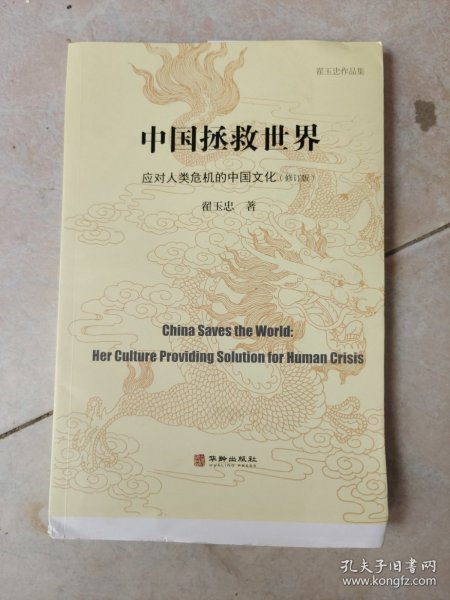 翟玉忠作品集
中国拯救世界
应对人类危机的中国文化（修订版）
翟玉忠 著
China Saves the World:
Her Culture Providing Solution for Human Crisis
华龄出版社
HUALING PRESS
孔夫子旧书网
www.kongfz.com